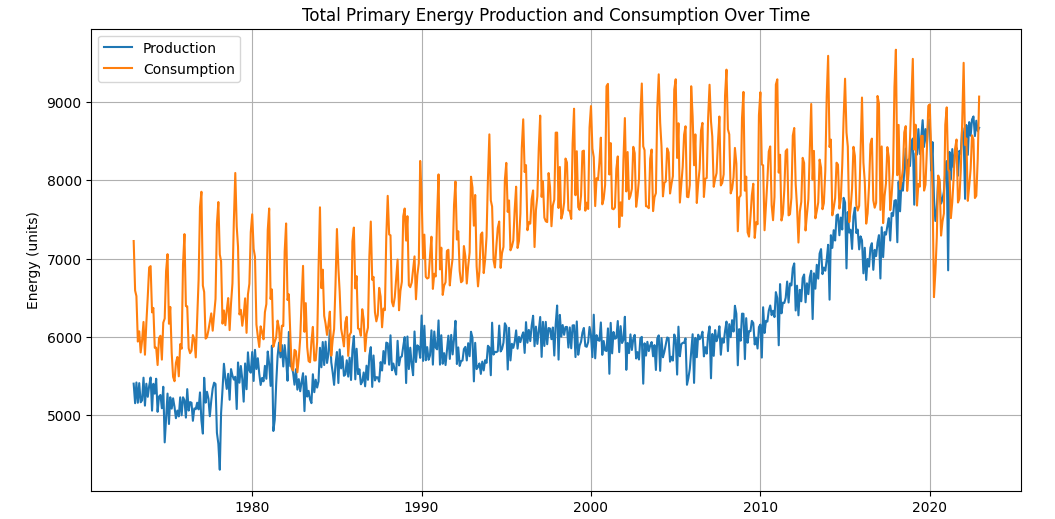 Total Primary Energy Production and Consumption Over Time
Production
Consumption
Energy (units)
9000
8000
7000
6000
5000
1980
1990
2000
2010
2020